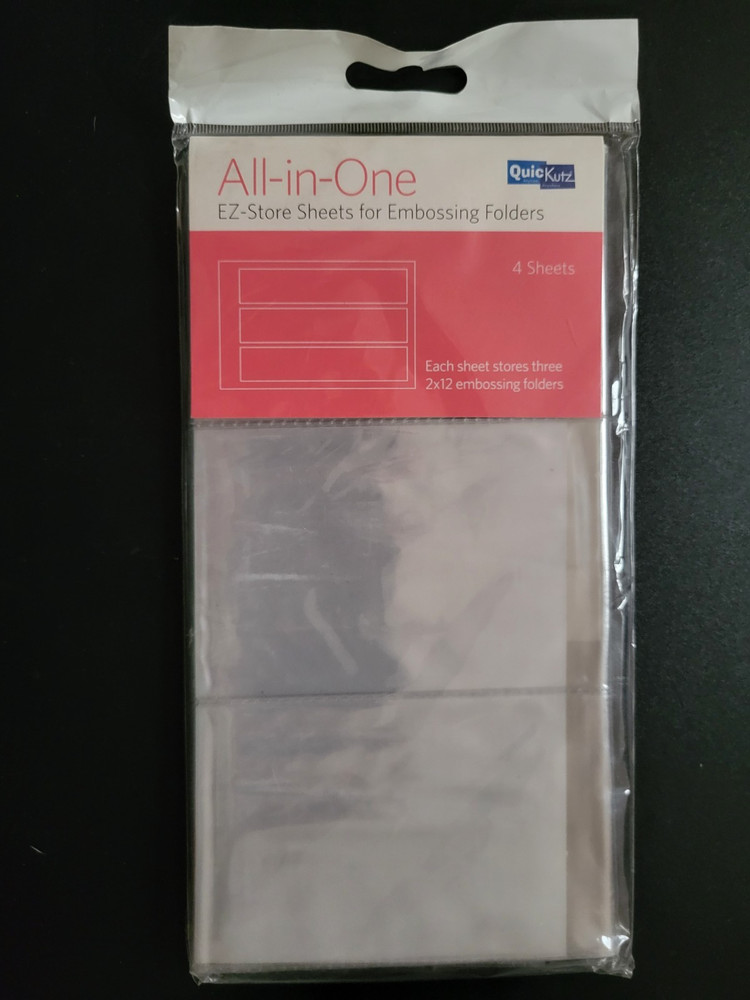 All-in-One
QuicKutz
EZ-Store Sheets for Embossing Folders
4 Sheets
Each sheet stores three
2x12 embossing folders